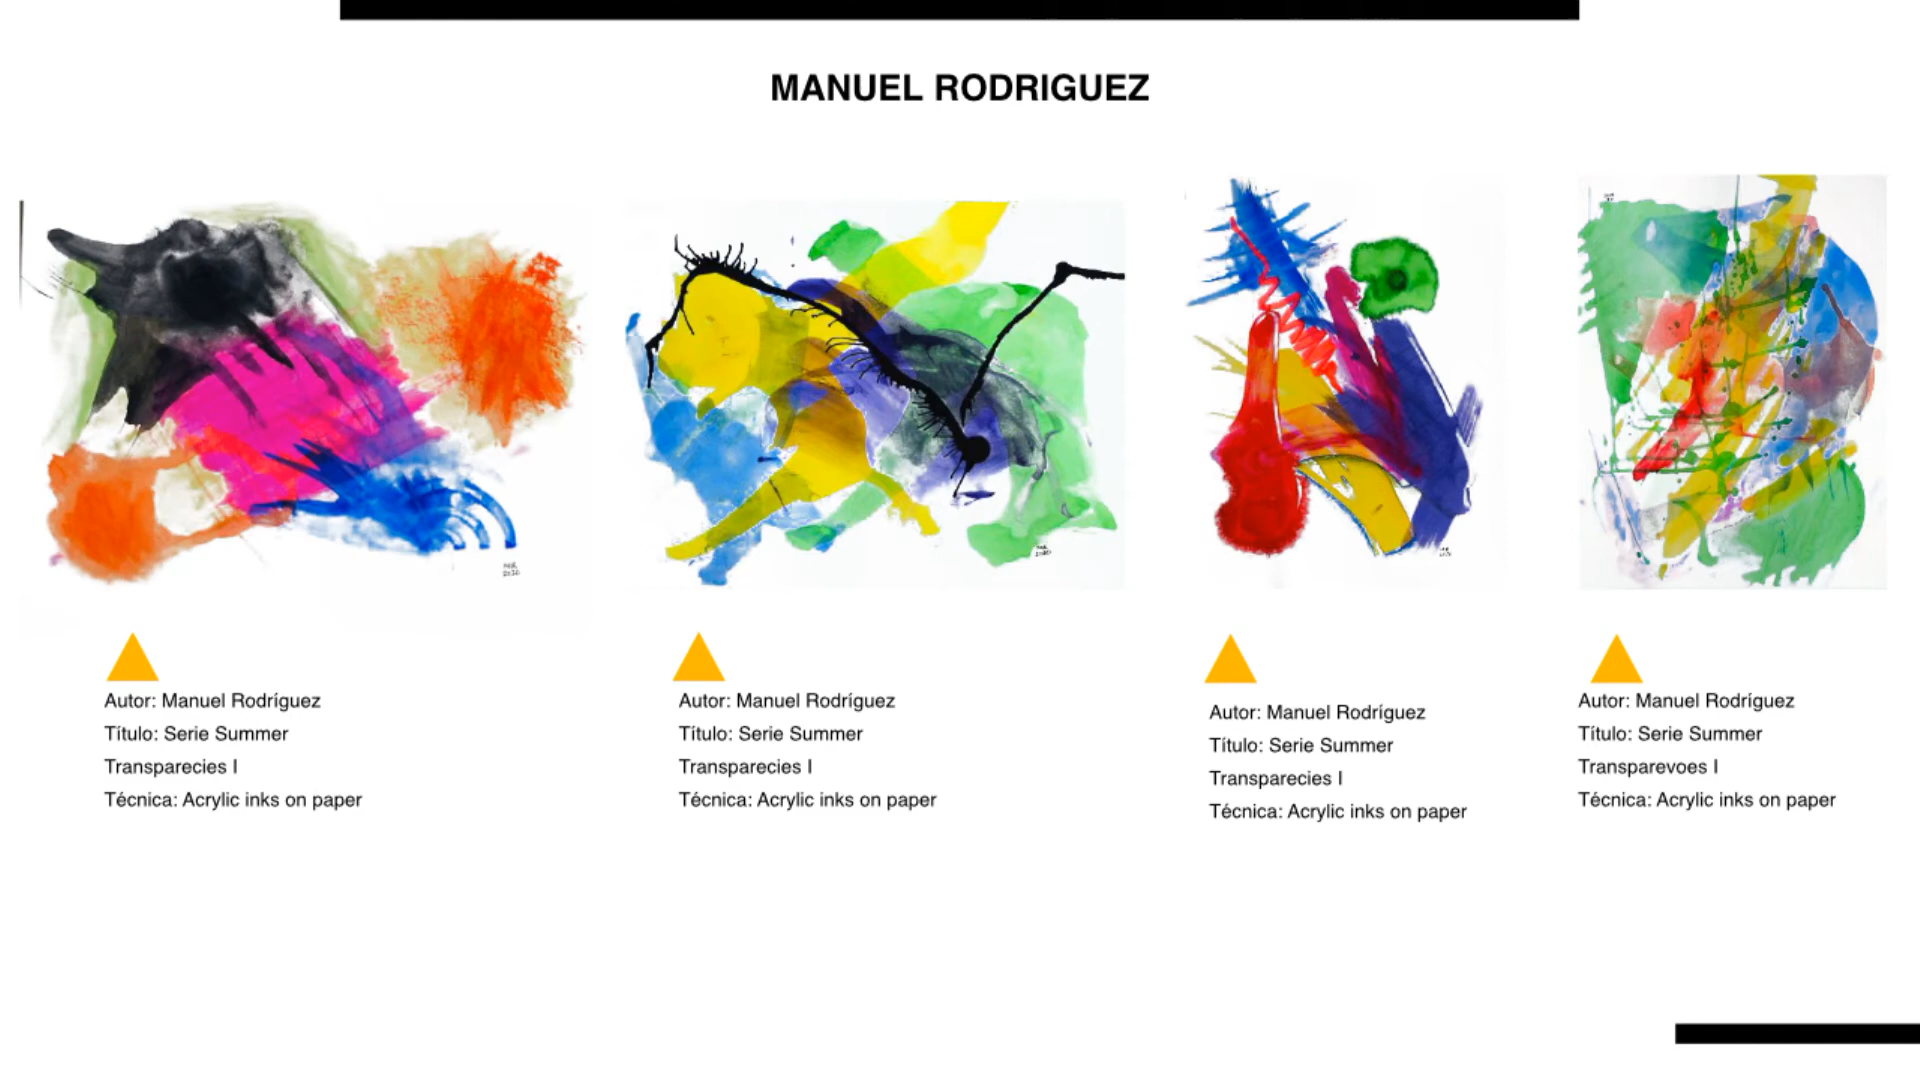 MANUEL RODRIGUEZ
Autor: Manuel Rodríguez
Título: Serie Summer
Transparecies I
Técnica: Acrylic inks on paper
Autor: Manuel Rodríguez
Título: Serie Summer
Transparecies I
Técnica: Acrylic inks on paper
Autor: Manuel Rodríguez
Título: Serie Summer
Transparecies I
Técnica: Acrylic inks on paper
Autor: Manuel Rodríguez
Título: Serie Summer
Transparevoes I
Técnica: Acrylic inks on paper